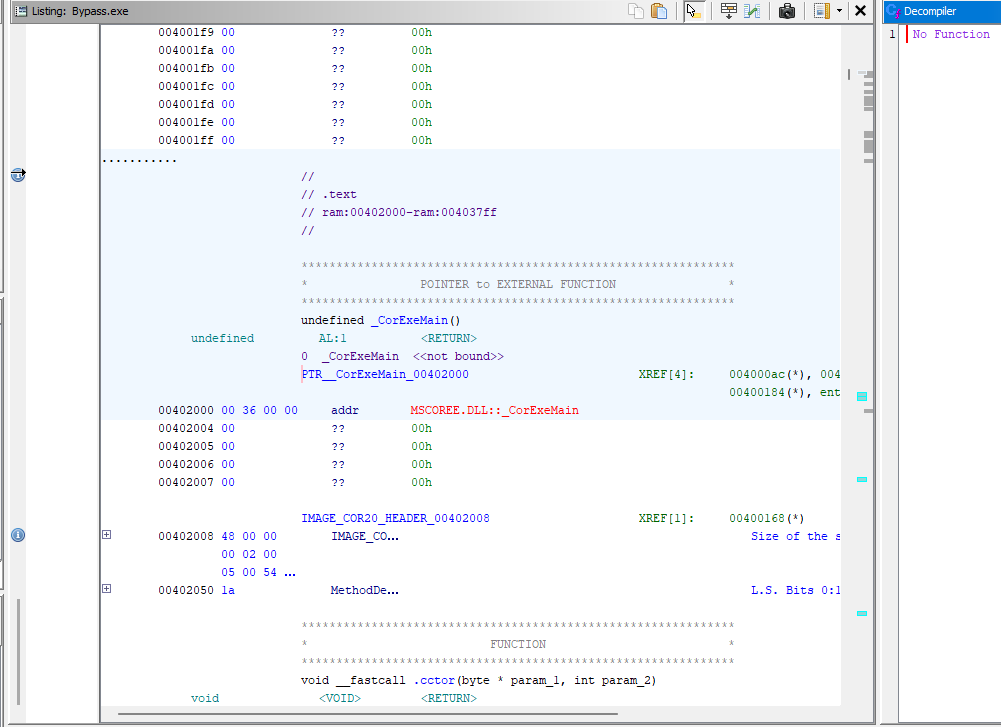 Listing: Bypass.exe
Decompiler
1 No Function
004001f9 00 ?? 00h
004001fa 00 ?? 00h
004001fb 00 ?? 00h
004001fc 00 ?? 00h
004001fd 00 ?? 00h
004001fe 00 ?? 00h
004001ff 00 ?? 00h
...........
//
// .text
// ram:00402000-ram:004037ff
//
**************************************************************
* POINTER to EXTERNAL FUNCTION *
**************************************************************
undefined _CorExeMain()
undefined AL:1 <RETURN>
0 _CorExeMain <<not bound>>
PTR__CorExeMain_00402000 XREF[4]: 004000ac(*), 004
00400184(*), ent
00402000 00 36 00 00 addr MSCOREE.DLL::_CorExeMain
00402004 00 ?? 00h
00402005 00 ?? 00h
00402006 00 ?? 00h
00402007 00 ?? 00h
IMAGE_COR20_HEADER_00402008 XREF[1]: 00400168(*)
00402008 48 00 00 IMAGE_CO... Size of the s
00 02 00
05 00 54 ...
00402050 1a MethodDe... L.S. Bits 0:1
**************************************************************
* FUNCTION *
**************************************************************
void __fastcall .cctor(byte * param_1, int param_2)
void <VOID> <RETURN>